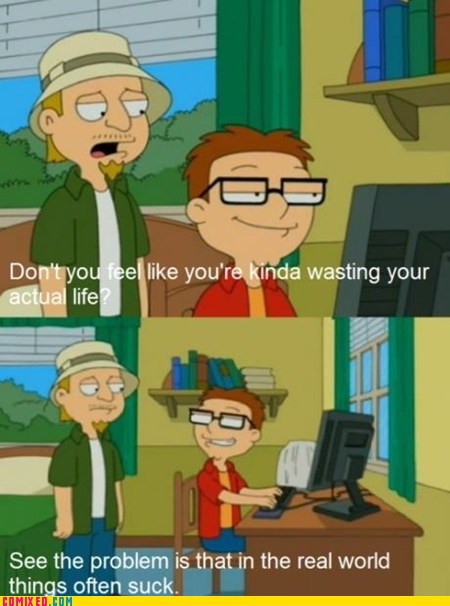 Don't you feel like you're kinda wasting your
actual life?
See the problem is that in the real world
things often suck.
COMIXED.COM